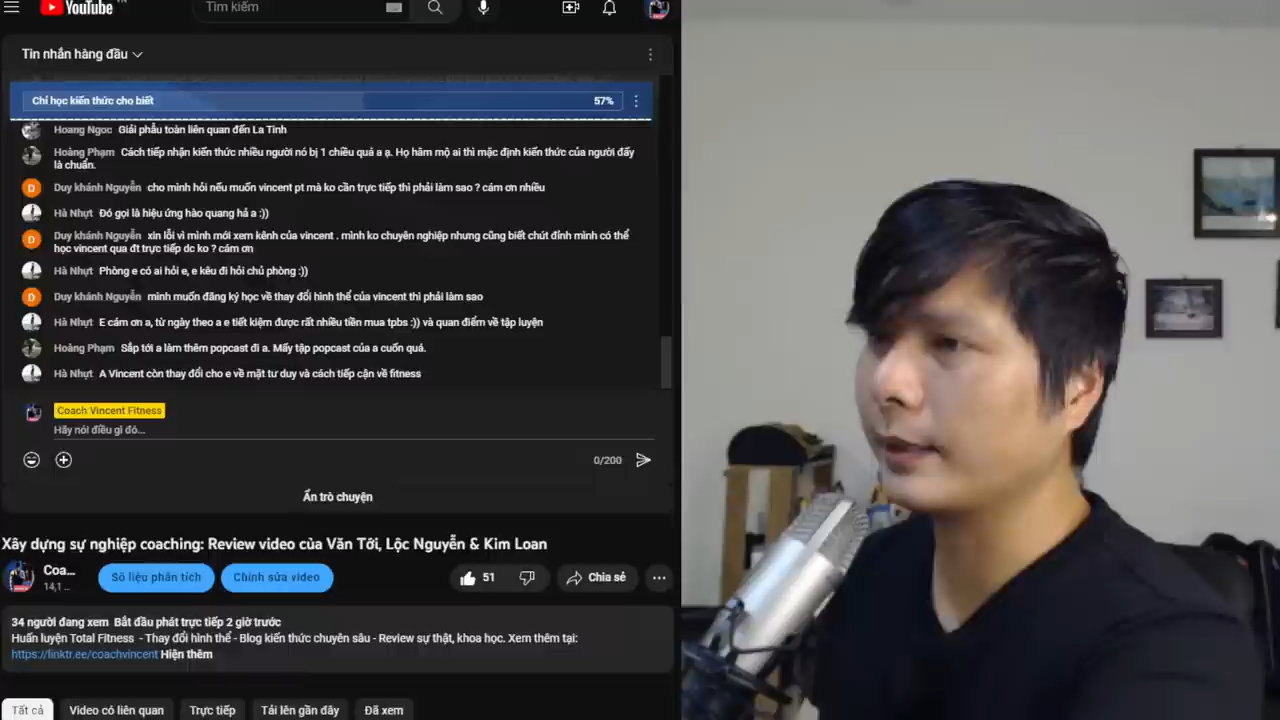 YouTube
Tìm kiếm
Tin nhắn hàng đầu
Chỉ học kiến thức cho biết 57%
Hoang Ngoc Giải phẫu toàn liên quan đến La Tinh
Hoàng Phạm Cách tiếp nhận kiến thức nhiều người nó bị 1 chiều quá a ạ. Họ hâm mộ ai thì mặc định kiến thức của người đấy
là chuẩn.
Duy khánh Nguyễn cho mình hỏi nếu muốn vincent pt mà ko cần trực tiếp thì phải làm sao ? cám ơn nhiều
Hà Nhựt Đó gọi là hiệu ứng hào quang hả a :))
Duy khánh Nguyễn xin lỗi vì mình mới xem kênh của vincent . mình ko chuyên nghiệp nhưng cũng biết chút đỉnh mình có thể
học vincent qua đt trực tiếp dc ko ? cám ơn
Hà Nhựt Phòng e có ai hỏi e, e kêu đi hỏi chủ phòng :))
Duy khánh Nguyễn mình muốn đăng ký học về thay đổi hình thể của vincent thì phải làm sao
Hà Nhựt E cám ơn a, từ ngày theo a e tiết kiệm được rất nhiều tiền mua tpbs :)) và quan điểm về tập luyện
Hoàng Phạm Sắp tới a làm thêm popcast đi a. Mấy tập popcast của a cuốn quá.
Hà Nhựt A Vincent còn thay đổi cho e về mặt tư duy và cách tiếp cận về fitness
Coach Vincent Fitness
Hãy nói điều gì đó...
0/200
Ẩn trò chuyện
Xây dựng sự nghiệp coaching: Review video của Văn Tới, Lộc Nguyễn & Kim Loan
Coa...
14,1 ...
Số liệu phân tích
Chỉnh sửa video
51
Chia sẻ
34 người đang xem Bắt đầu phát trực tiếp 2 giờ trước
Huấn luyện Total Fitness - Thay đổi hình thể - Blog kiến thức chuyên sâu - Review sự thật, khoa học. Xem thêm tại:
https://linktr.ee/coachvincent Hiện thêm
Tất cả Video có liên quan Trực tiếp Tải lên gần đây Đã xem